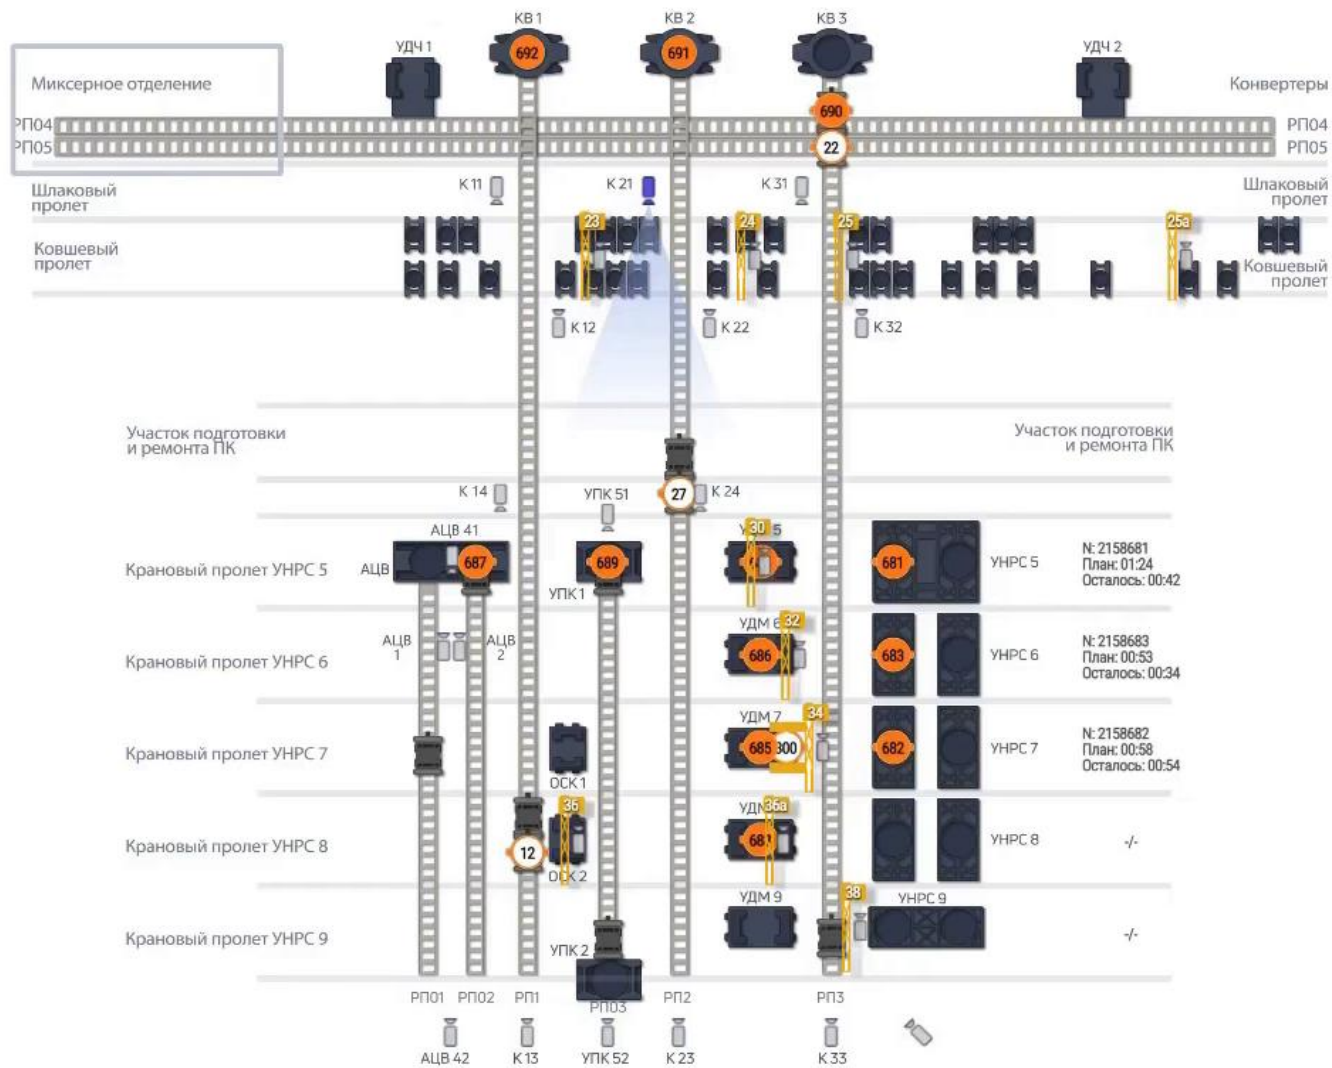 КВ 1
КВ 2
КВ 3
УДЧ 1
УДЧ 2
692
691
Миксерное отделение
Конвертеры
690
РП04
РП04
РП05
22
РП05
К 11
К 21
К 31
Шлаковый
пролет
Шлаковый
пролет
23
24
25
25а
Ковшевый
пролет
Ковшевый
пролет
К 12
К 22
К 32
Участок подготовки
и ремонта ПК
Участок подготовки
и ремонта ПК
К 14
УПК 51
27
К 24
АЦВ 41
30
5
Крановый пролет УНРС 5
АЦВ
687
689
681
УНРС 5
N: 2158681
План: 01:24
Осталось: 00:42
УПК 1
УДМ 6
32
АЦВ
1
АЦВ
2
Крановый пролет УНРС 6
686
683
УНРС 6
N: 2158683
План: 00:53
Осталось: 00:34
УДМ 7
34
Крановый пролет УНРС 7
685
300
682
УНРС 7
N: 2158682
План: 00:58
Осталось: 00:54
ОСК 1
36
УДМ
36а
Крановый пролет УНРС 8
12
УНРС 8
-/-
ОСК 2
УДМ 9
38
УНРС 9
Крановый пролет УНРС 9
УПК 2
-/-
РП01
РП02
РП1
РП03
РП2
РП3
АЦВ 42
К 13
УПК 52
К 23
К 33